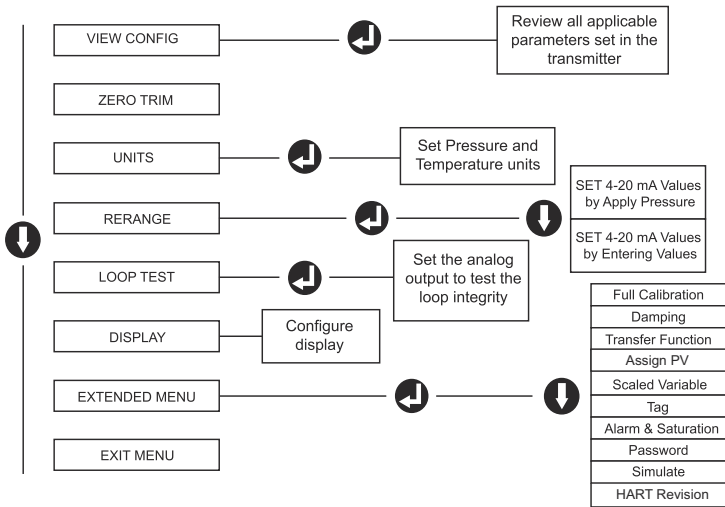 VIEW CONFIG
Review all applicable
parameters set in the
transmitter
ZERO TRIM
UNITS
Set Pressure and
Temperature units
RERANGE
SET 4-20 mA Values
by Apply Pressure
SET 4-20 mA Values
by Entering Values
LOOP TEST
Set the analog
output to test the
loop integrity
DISPLAY
Configure
display
EXTENDED MENU
Full Calibration
Damping
Transfer Function
Assign PV
Scaled Variable
Tag
Alarm & Saturation
Password
Simulate
HART Revision
EXIT MENU